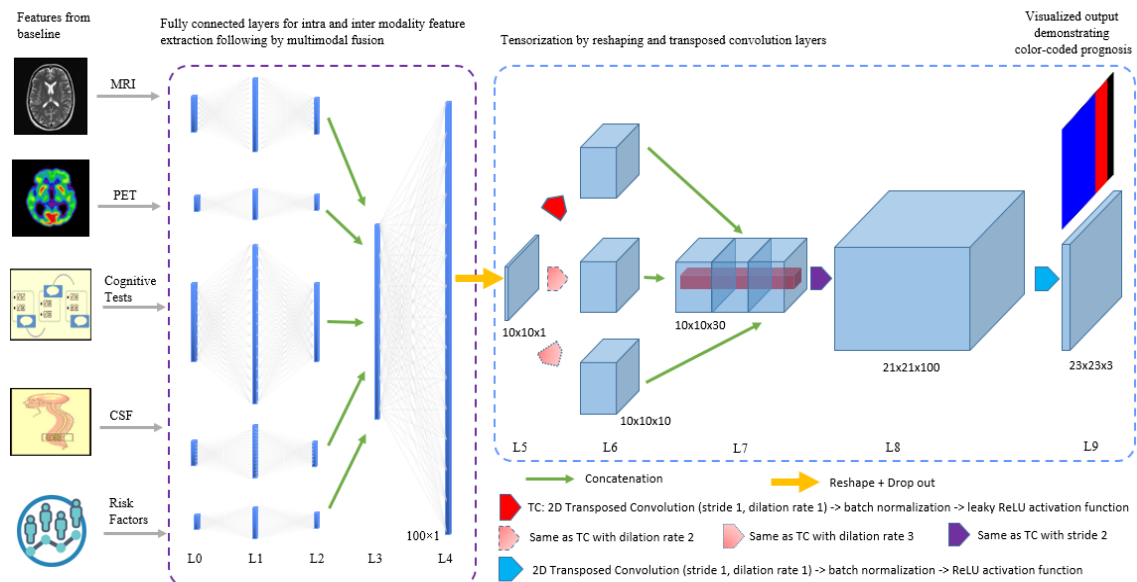 Features from
baseline
Fully connected layers for intra and inter modality feature
extraction following by multimodal fusion
Tensorization by reshaping and transposed convolution layers
Visualized output
demonstrating
color-coded prognosis
MRI
PET
Cognitive
Tests
CSF
Risk
Factors
100×1
L0
L1
L2
L3
L4
10x10x1
10x10x30
10x10x10
21x21x100
23x23x3
L5
L6
L7
L8
L9
Concatenation
Reshape + Drop out
TC: 2D Transposed Convolution (stride 1, dilation rate 1) -> batch normalization -> leaky ReLU activation function
Same as TC with dilation rate 2
Same as TC with dilation rate 3
Same as TC with stride 2
2D Transposed Convolution (stride 1, dilation rate 1) -> batch normalization -> ReLU activation function